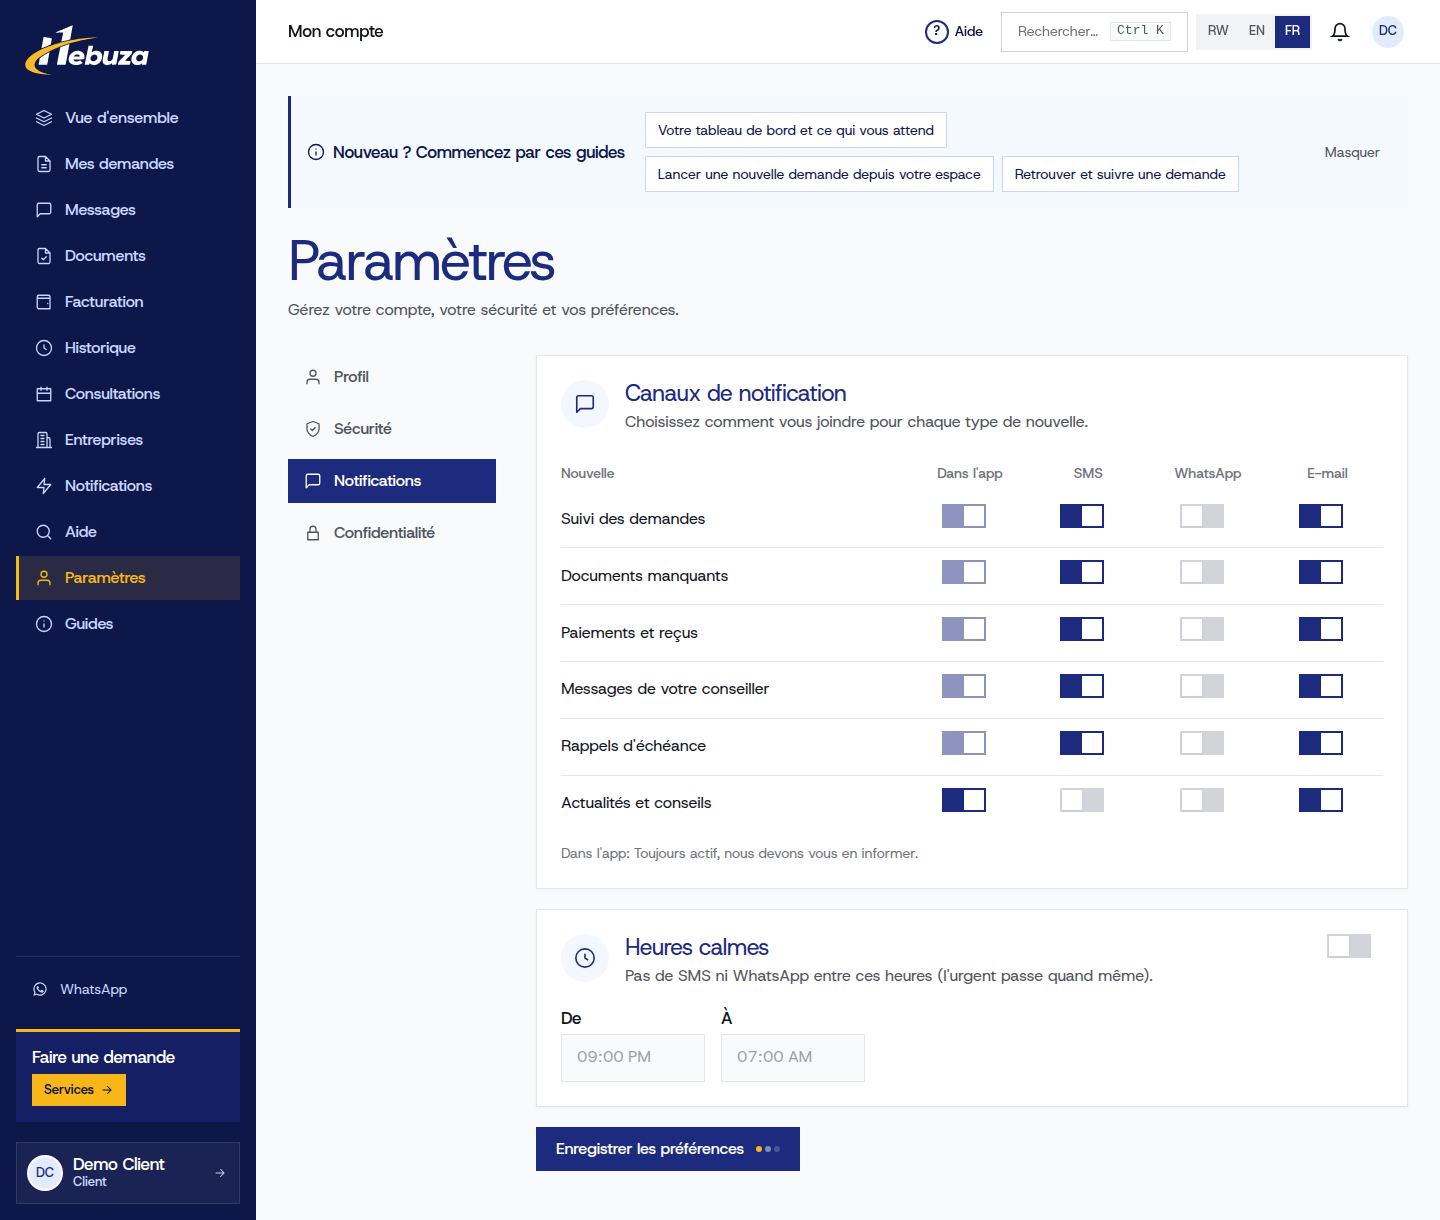 Hebuza
Vue d'ensemble
Mes demandes
Messages
Documents
Facturation
Historique
Consultations
Entreprises
Notifications
Aide
Paramètres
Guides
WhatsApp
Faire une demande
Services
DC
Demo Client
Client
Mon compte
? Aide
Rechercher... Ctrl K
RW EN FR
DC
Nouveau ? Commencez par ces guides
Votre tableau de bord et ce qui vous attend
Lancer une nouvelle demande depuis votre espace
Retrouver et suivre une demande
Masquer
Paramètres
Gérez votre compte, votre sécurité et vos préférences.
Profil
Sécurité
Notifications
Confidentialité
Canaux de notification
Choisissez comment vous joindre pour chaque type de nouvelle.
Nouvelle Dans l'app SMS WhatsApp E-mail
Suivi des demandes
Documents manquants
Paiements et reçus
Messages de votre conseiller
Rappels d'échéance
Actualités et conseils
Dans l'app: Toujours actif, nous devons vous en informer.
Heures calmes
Pas de SMS ni WhatsApp entre ces heures (l'urgent passe quand même).
De À
09:00 PM 07:00 AM
Enregistrer les préférences